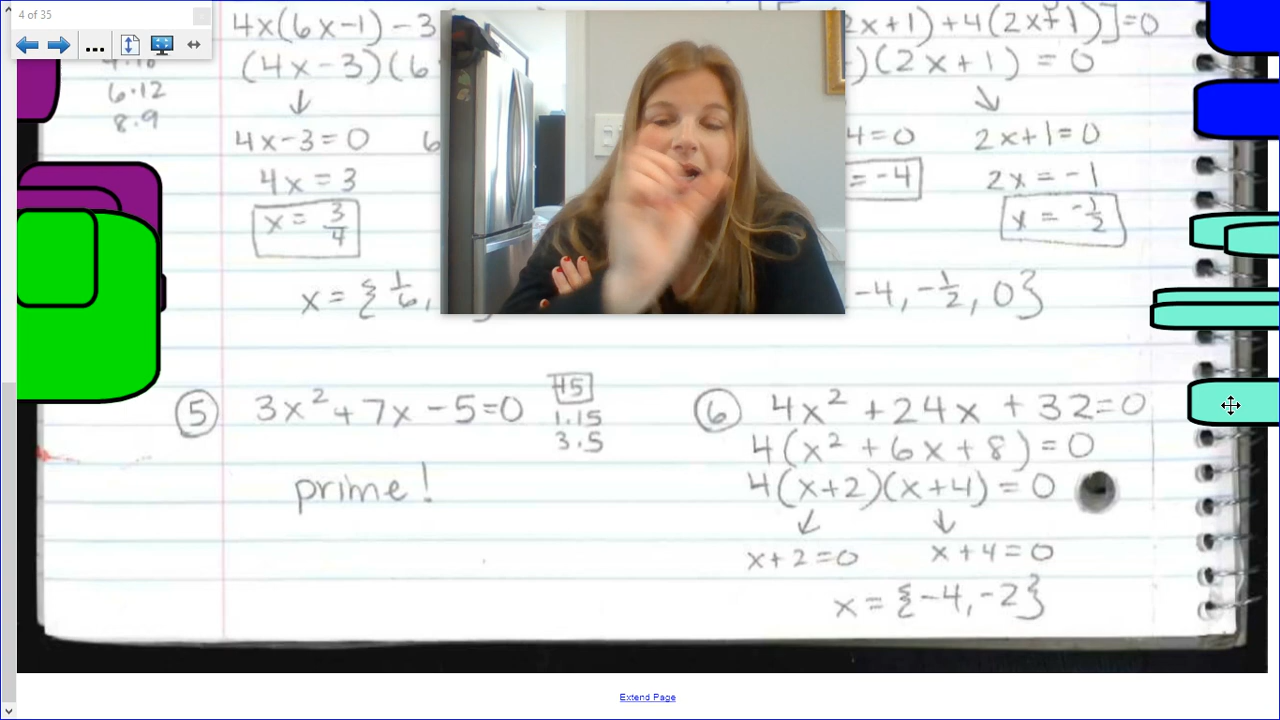 4 of 35
4x(6x-1)-3
(4x-3)(6
6·12
8·9
4x-3=0 6
4x=3
x=3/4
x={1/6,
2x+1)+4(2x+1)]=0
)(2x+1)=0
4=0 2x+1=0
=-4 2x=-1
x=-1/2
-4,-1/2,0}
⑤ 3x²+7x-5=0
15
1·15
3·5
prime!
⑥ 4x²+24x+32=0
4(x²+6x+8)=0
4(x+2)(x+4)=0
x+2=0 x+4=0
x={-4,-2}
Extend Page